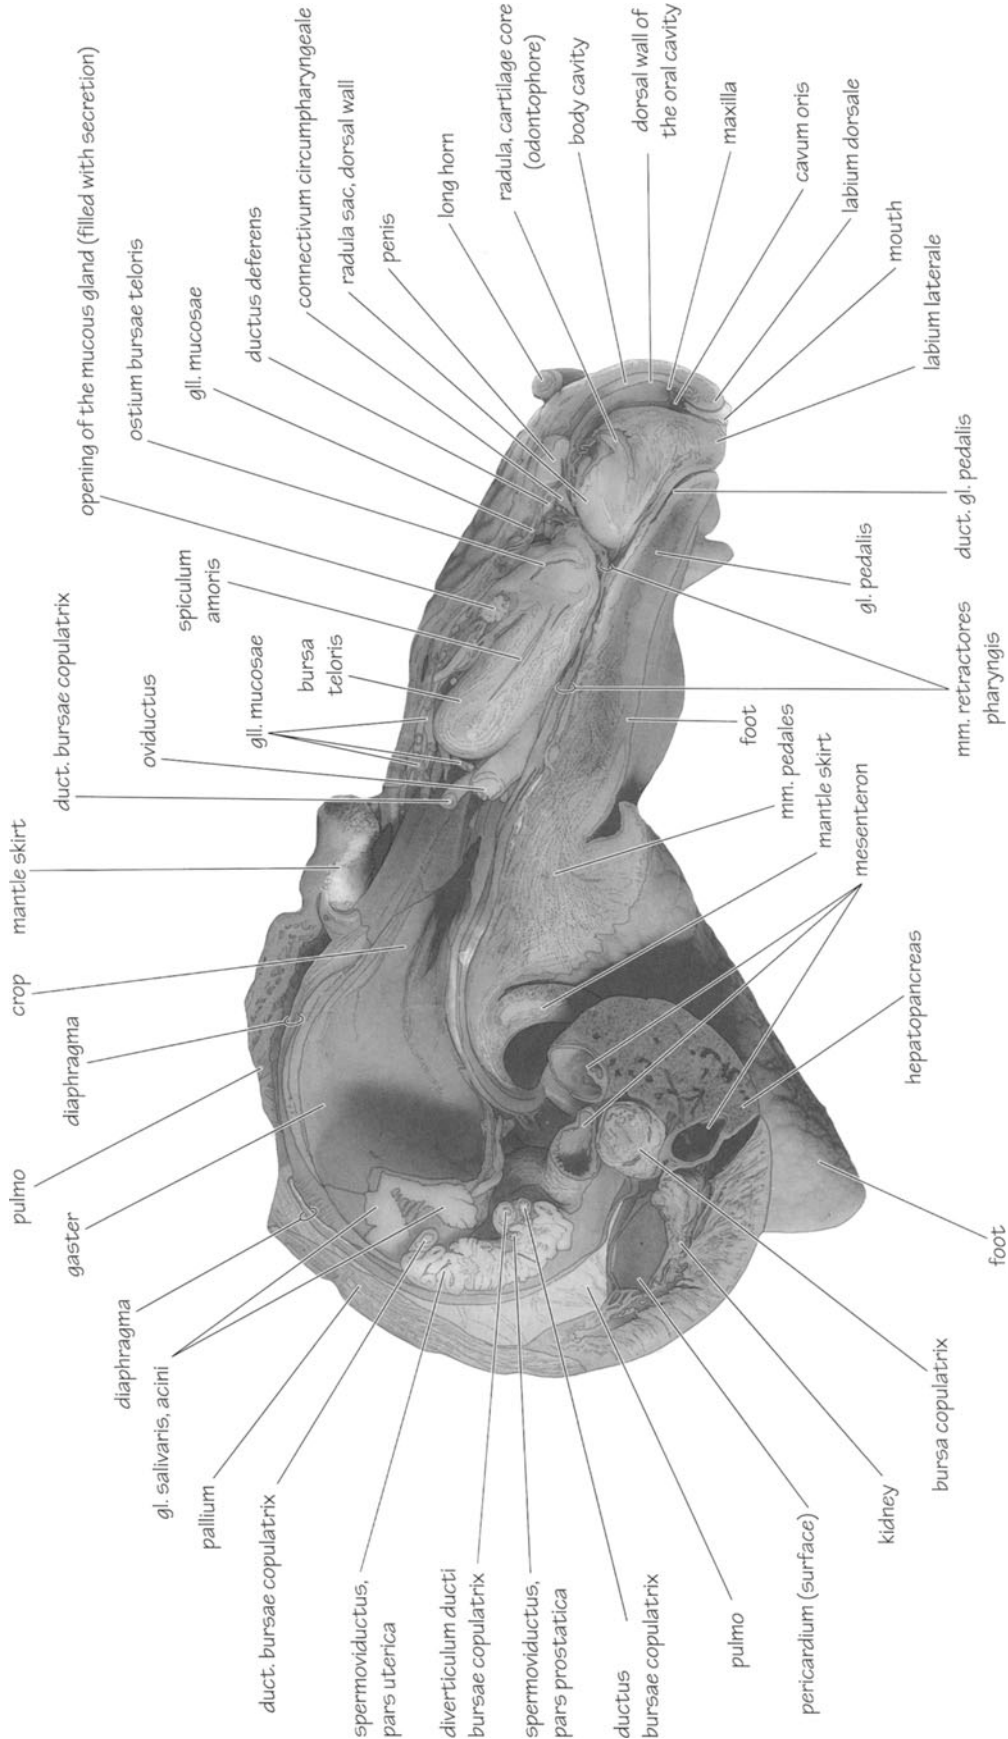 opening of the mucous gland (filled with secretion)
ostium bursae teloris
gll. mucosae
ductus deferens
connectivum circumpharyngeale
radula sac, dorsal wall
penis
long horn
radula, cartilage core
(odontophore)
body cavity
dorsal wall of
the oral cavity
maxilla
cavum oris
labium dorsale
mouth
labium laterale
duct. gl. pedalis
gl. pedalis
mm. retractores
pharyngis
foot
mm. pedales
mantle skirt
mesenteron
hepatopancreas
foot
bursa copulatrix
kidney
pericardium (surface)
pulmo
ductus
bursae copulatrix
spermoviductus,
pars prostatica
diverticulum ducti
bursae copulatrix
spermoviductus,
pars uterica
duct. bursae copulatrix
pallium
gl. salivaris, acini
diaphragma
gaster
pulmo
diaphragma
crop
mantle skirt
duct. bursae copulatrix
oviductus
gll. mucosae
bursa
teloris
spiculum
amoris